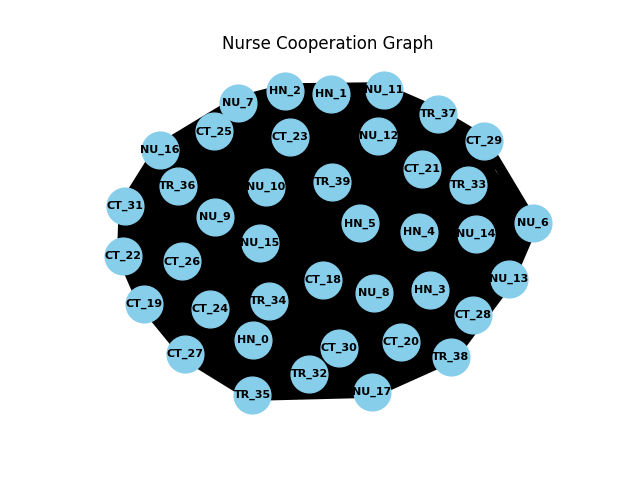 Nurse Cooperation Graph
HN_2
HN_1
NU_11
NU_7
TR_37
CT_25
CT_23
NU_12
CT_29
NU_16
CT_21
TR_36
NU_10
TR_39
TR_33
CT_31
NU_9
HN_5
HN_4
NU_14
NU_6
NU_15
CT_22
CT_26
CT_18
NU_13
CT_19
CT_24
TR_34
NU_8
HN_3
CT_28
HN_0
CT_30
CT_20
CT_27
TR_38
TR_32
TR_35
NU_17